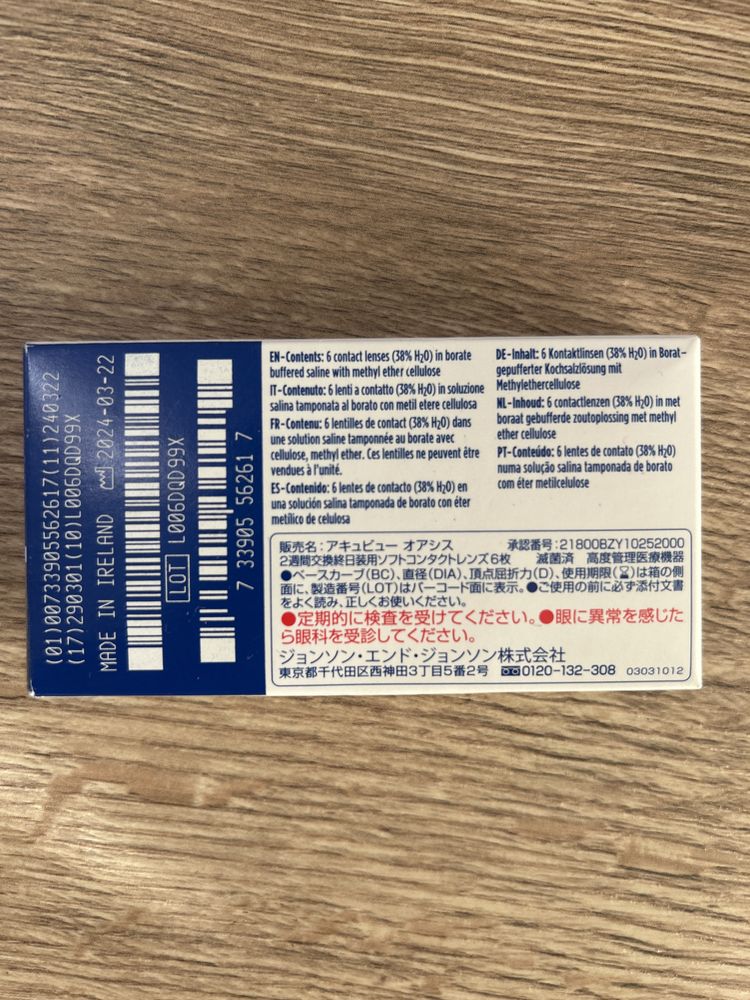 (01)00733905562617(11)240322
(17)290301(10)L006DQD99X
MADE IN IRELAND 2024-03-22
LOT L006DQD99X
7 33905 56261 7
EN-Contents: 6 contact lenses (38% H₂O) in borate
buffered saline with methyl ether cellulose
IT-Contenuto: 6 lenti a contatto (38% H₂O) in soluzione
salina tamponata al borato con metil etere cellulosa
FR-Contenu: 6 lentilles de contact (38% H₂O) dans
une solution saline tamponnée au borate avec
cellulose, methyl ether. Ces lentilles ne peuvent être
vendues à l'unité.
ES-Contenido: 6 lentes de contacto (38% H₂O) en
una solución salina tamponada de borato con éter
metílico de celulosa
DE-Inhalt: 6 Kontaktlinsen (38% H₂O) in Borat-
gepufferter Kochsalzlösung mit
Methylethercellulose
NL-Inhoud: 6 contactlenzen (38% H₂O) in met
boraat gebufferde zoutoplossing met methyl
ether cellulose
PT-Conteúdo: 6 lentes de contato (38% H₂O)
numa solução salina tamponada de borato
com éter metilcelulose
販売名:アキュビュー オアシス 承認番号:21800BZY10252000
2週間交換終日装用ソフトコンタクトレンズ6枚 滅菌済 高度管理医療機器
●ベースカーブ(BC)、直径(DIA)、頂点屈折力(D)、使用期限(⌛)は箱の側
面に、製造番号(LOT)はバーコード面に表示。●ご使用の前に必ず添付文書
をよく読み、正しくお使いください。
●定期的に検査を受けてください。●眼に異常を感じた
ら眼科を受診してください。
ジョンソン・エンド・ジョンソン株式会社
東京都千代田区西神田3丁目5番2号 0120-132-308 03031012